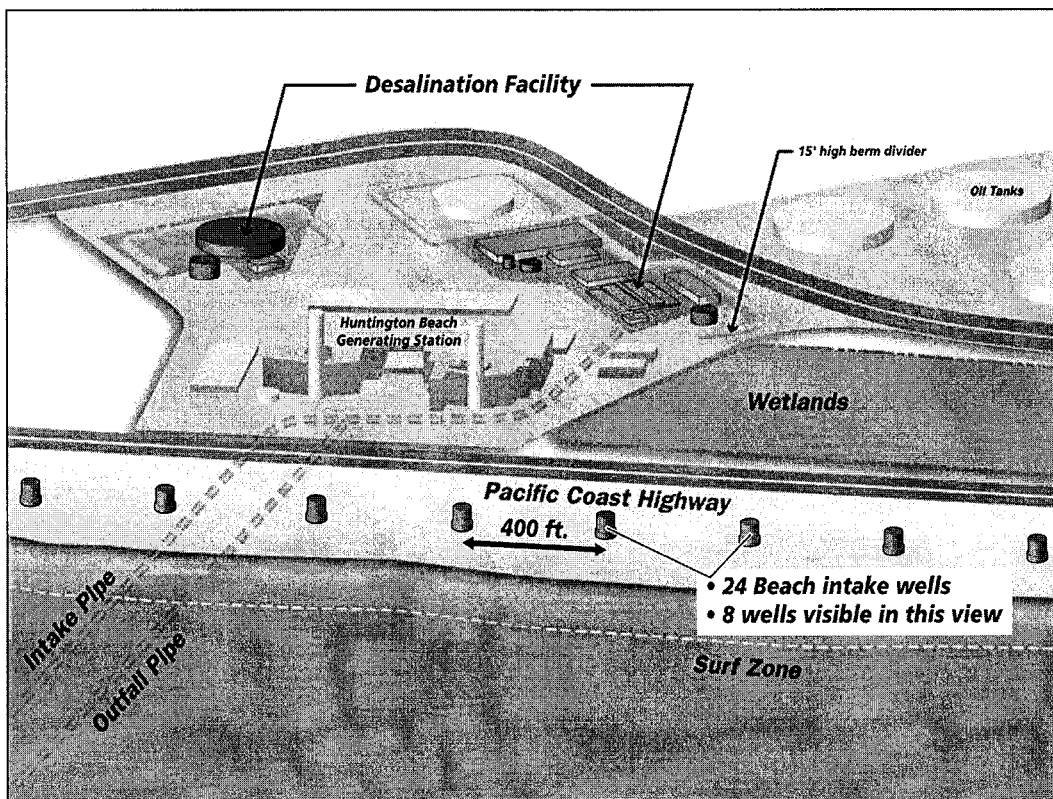 Desalination Facility
15' high berm divider
Oil Tanks
Huntington Beach
Generating Station
Wetlands
Pacific Coast Highway
400 ft.
• 24 Beach intake wells
• 8 wells visible in this view
Intake Pipe
Outfall Pipe
Surf Zone